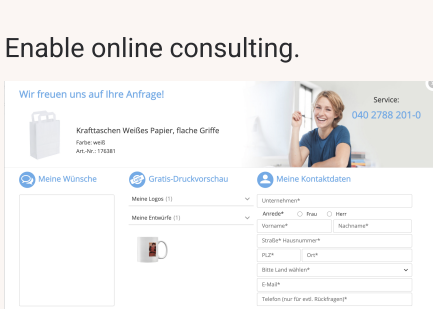 Enable online consulting.
Wir freuen uns auf Ihre Anfrage!
Service:
040 2788 201-0
Krafttaschen Weißes Papier, flache Griffe
Farbe: weiß
Art.-Nr.: 176381
Meine Wünsche
Gratis-Druckvorschau
Meine Kontaktdaten
Meine Logos (1)
Meine Entwürfe (1)
Unternehmen*
Anrede* Frau Herr
Vorname* Nachname*
Straße* Hausnummer*
PLZ* Ort*
Bitte Land wählen*
E-Mail*
Telefon (nur für evtl. Rückfragen)*